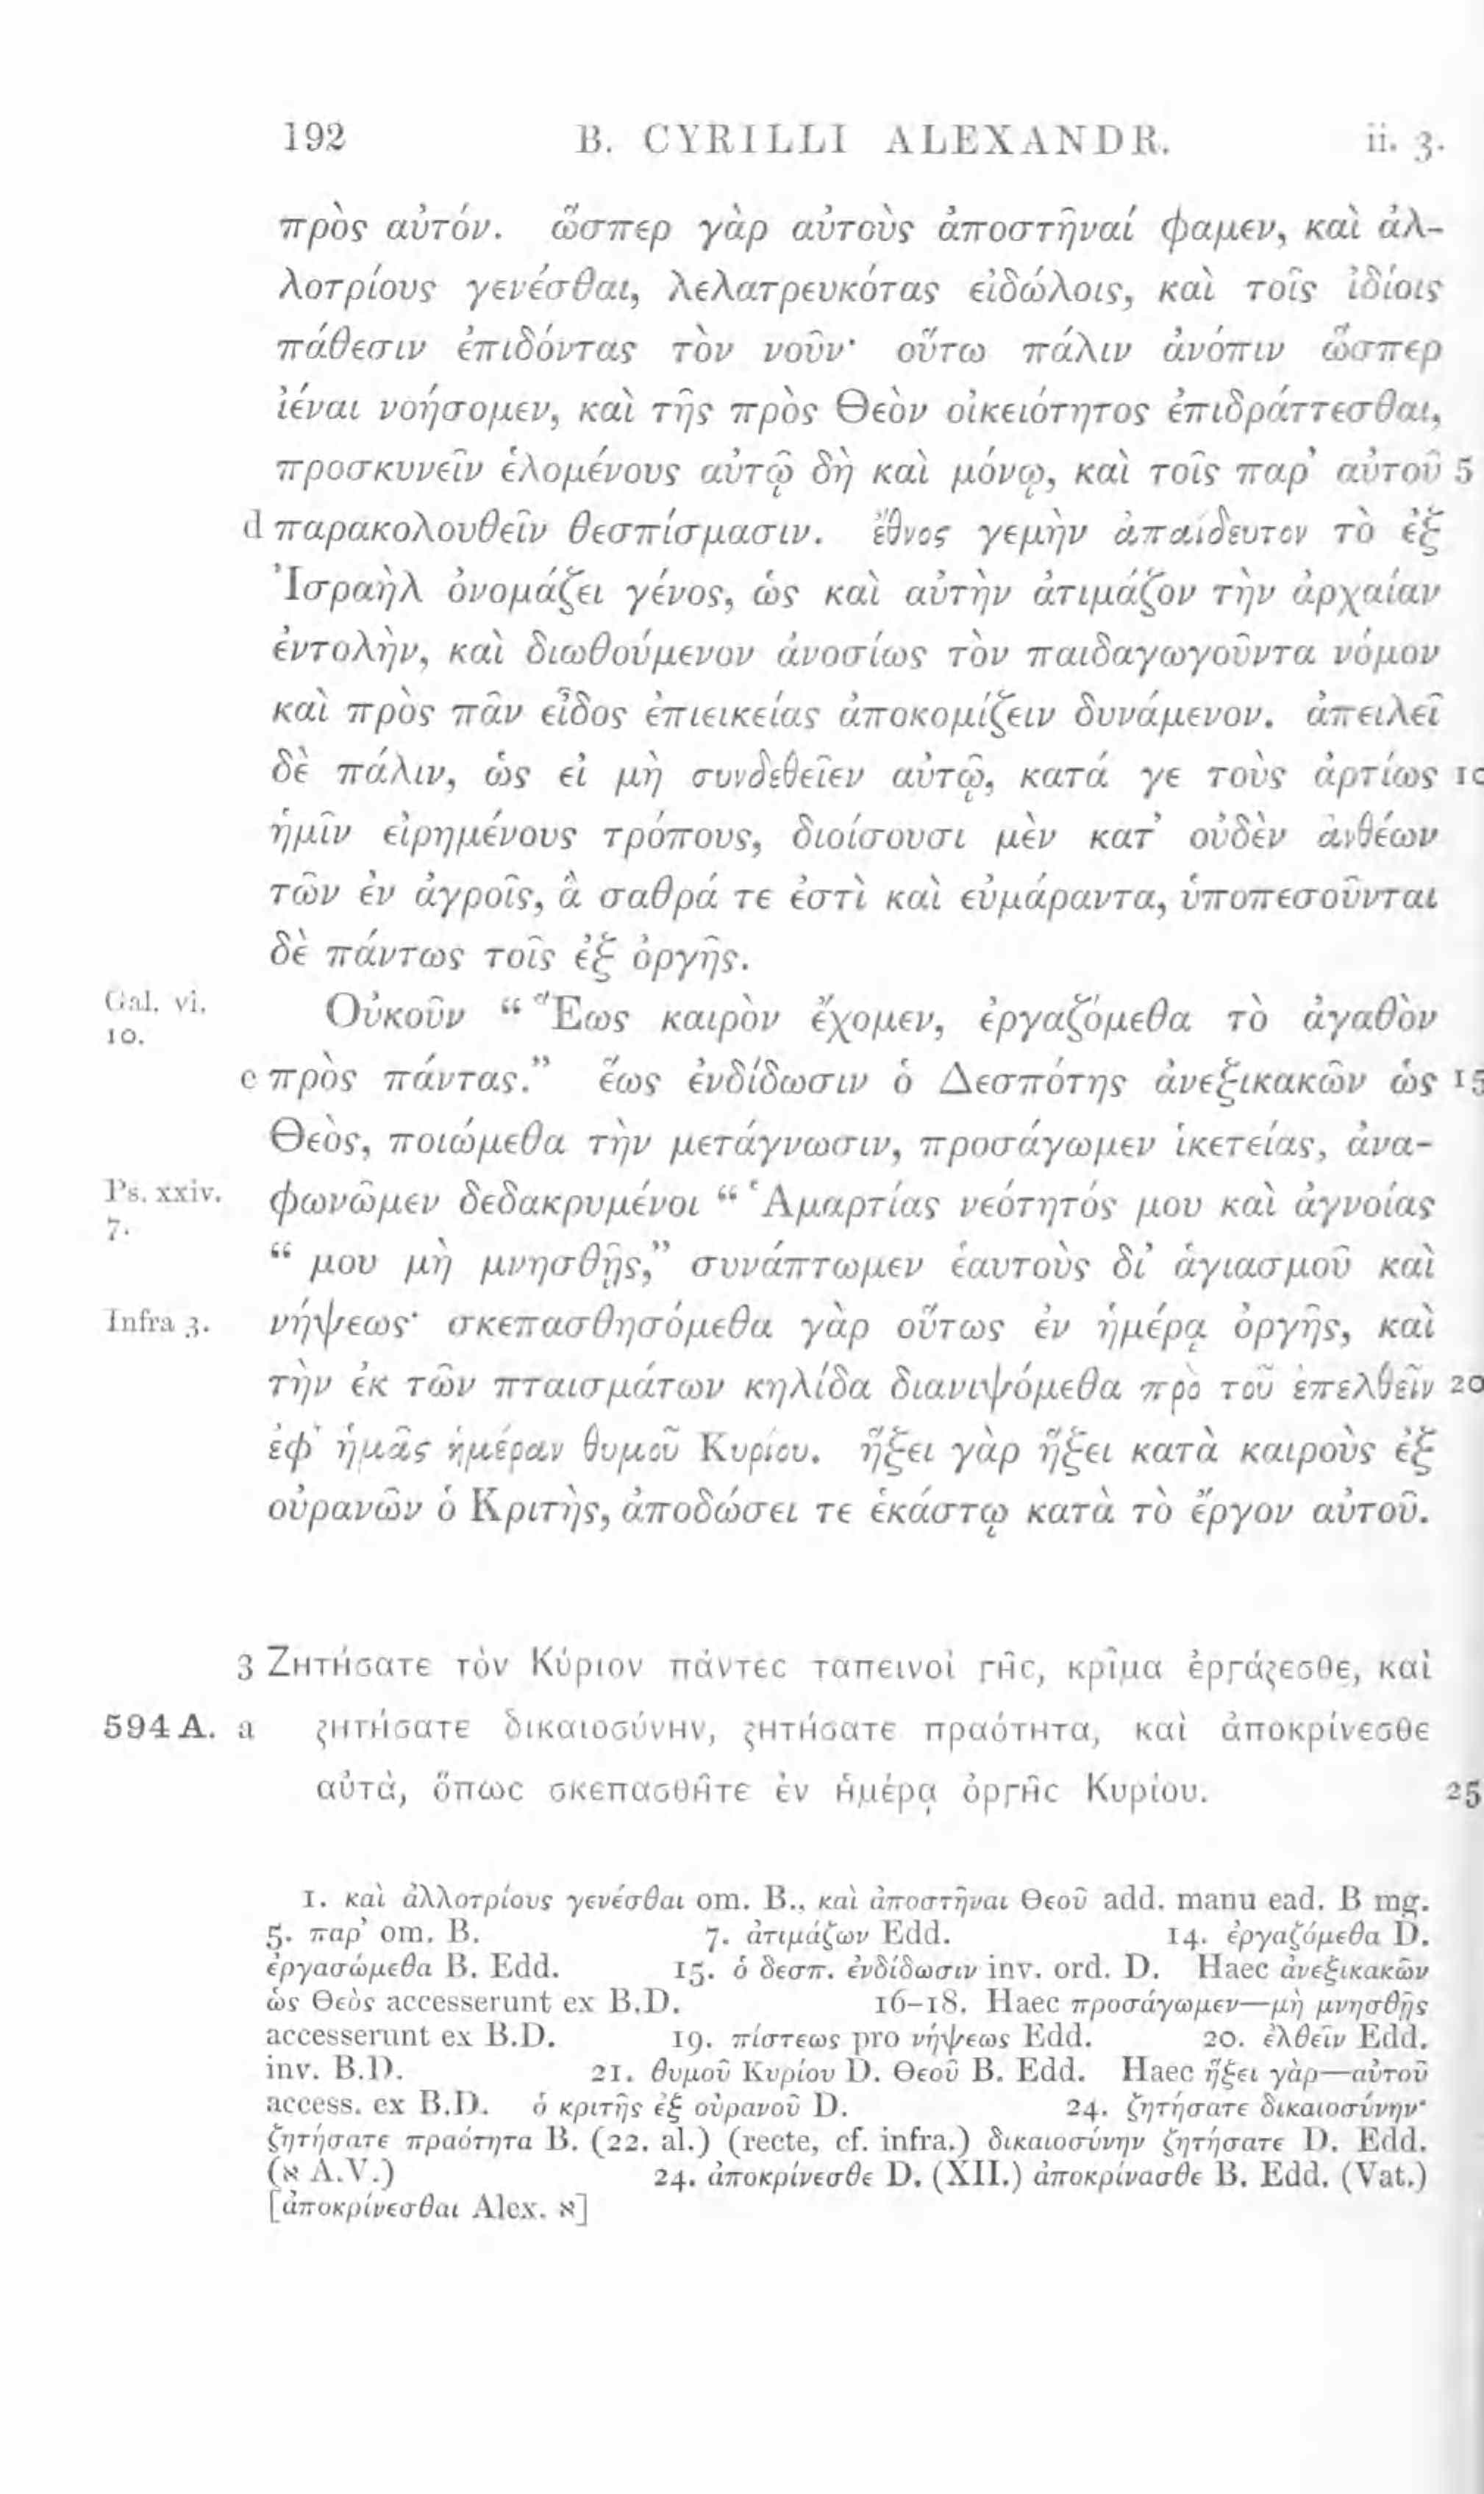 192 B. CYRILLI ALEXANDR. ii. 3.
πρὸς αὐτόν. ὥσπερ γὰρ αὐτοὺς ἀποστῆναί φαμεν, καὶ ἀλ-
λοτρίους γενέσθαι, λελατρευκότας εἰδώλοις, καὶ τοῖς ἰδίοις
πάθεσιν ἐπιδόντας τὸν νοῦν· οὕτω πάλιν ἀνόπιν ὥσπερ
ἰέναι νοήσομεν, καὶ τῆς πρὸς Θεὸν οἰκειότητος ἐπιδράττεσθαι,
προσκυνεῖν ἑλομένους αὐτῷ δὴ καὶ μόνῳ, καὶ τοῖς παρ’ αὐτοῦ 5
d παρακολουθεῖν θεσπίσμασιν. ἔθνος γεμὴν ἀπαίδευτον τὸ ἐξ
Ἰσραὴλ ὀνομάζει γένος, ὡς καὶ αὐτὴν ἀτιμάζον τὴν ἀρχαίαν
ἐντολὴν, καὶ διωθούμενον ἀνοσίως τὸν παιδαγωγοῦντα νόμον
καὶ πρὸς πᾶν εἶδος ἐπιεικείας ἀποκομίζειν δυνάμενον. ἀπειλεῖ
δὲ πάλιν, ὡς εἰ μὴ συνδεθεῖεν αὐτῷ, κατά γε τοὺς ἀρτίως 10
ἡμῖν εἰρημένους τρόπους, διοίσουσι μὲν κατ’ οὐδὲν ἀνθέων
τῶν ἐν ἀγροῖς, ἃ σαθρά τε ἐστὶ καὶ εὐμάραντα, ὑποπεσοῦνται
δὲ πάντως τοῖς ἐξ ὀργῆς.
Gal. vi. 10. Οὐκοῦν “ Ἕως καιρὸν ἔχομεν, ἐργαζόμεθα τὸ ἀγαθὸν
e πρὸς πάντας.” ἕως ἐνδίδωσιν ὁ Δεσπότης ἀνεξικακῶν ὡς 15
Θεὸς, ποιώμεθα τὴν μετάγνωσιν, προσάγωμεν ἱκετείας, ἀνα-
Ps. xxiv. 7. φωνῶμεν δεδακρυμένοι “ Ἁμαρτίας νεότητός μου καὶ ἀγνοίας
“ μου μὴ μνησθῇς,” συνάπτωμεν ἑαυτοὺς δι’ ἁγιασμοῦ καὶ
Infra 3. νήψεως· σκεπασθησόμεθα γὰρ οὕτως ἐν ἡμέρᾳ ὀργῆς, καὶ
τὴν ἐκ τῶν πταισμάτων κηλίδα διανιψόμεθα πρὸ τοῦ ἐπελθεῖν 20
ἐφ’ ἡμᾶς ἡμέραν θυμοῦ Κυρίου. ἥξει γὰρ ἥξει κατὰ καιροὺς ἐξ
οὐρανῶν ὁ Κριτὴς, ἀποδώσει τε ἑκάστῳ κατὰ τὸ ἔργον αὐτοῦ.
3 Ζητήσατε τὸν Κύριον πάντες ταπεινοὶ γῆς, κρῖμα ἐργάζεσθε, καὶ
594 A. a ζητήσατε δικαιοσύνην, ζητήσατε πραότητα, καὶ ἀποκρίνεσθε
αὐτὰ, ὅπως σκεπασθῆτε ἐν ἡμέρᾳ ὀργῆς Κυρίου. 25
1. καὶ ἀλλοτρίους γενέσθαι om. B., καὶ ἀποστῆναι Θεοῦ add. manu ead. B mg.
5. παρ’ om. B. 7. ἀτιμάζων Edd. 14. ἐργαζόμεθα D.
ἐργασώμεθα B. Edd. 15. ὁ δεσπ. ἐνδίδωσιν inv. ord. D. Haec ἀνεξικακῶν
ὡς Θεὸς accesserunt ex B.D. 16-18. Haec προσάγωμεν—μὴ μνησθῇς
accesserunt ex B.D. 19. πίστεως pro νήψεως Edd. 20. ἐλθεῖν Edd.
inv. B.D. 21. θυμοῦ Κυρίου D. Θεοῦ B. Edd. Haec ἥξει γὰρ—αὐτοῦ
access. ex B.D. ὁ κριτῆς ἐξ οὐρανοῦ D. 24. ζητήσατε δικαιοσύνην·
ζητήσατε πραότητα B. (22. al.) (recte, cf. infra.) δικαιοσύνην ζητήσατε D. Edd.
(א A.V.) 24. ἀποκρίνεσθε D. (XII.) ἀποκρίνασθε B. Edd. (Vat.)
[ἀποκρίνεσθαι Alex. א]